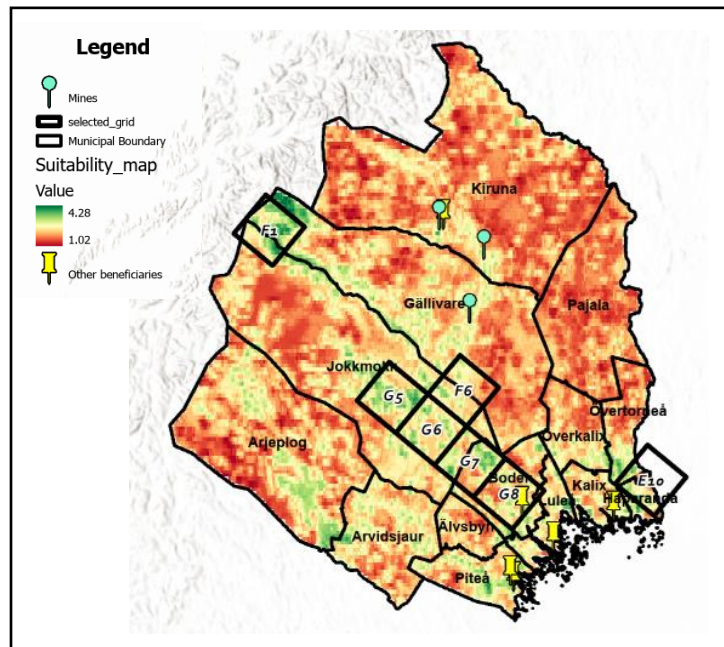 Legend
Mines
selected_grid
Municipal Boundary
Suitability_map
Value
4.28
1.02
Other beneficiaries
Kiruna
F1
Gällivare
Pajala
Jokkmokk
G5
F6
G6
Övertorneå
Arjeplog
Överkalix
G7
Boden
Kalix
E10
G8
Luleå
Haparanda
Arvidsjaur
Älvsbyn
Piteå